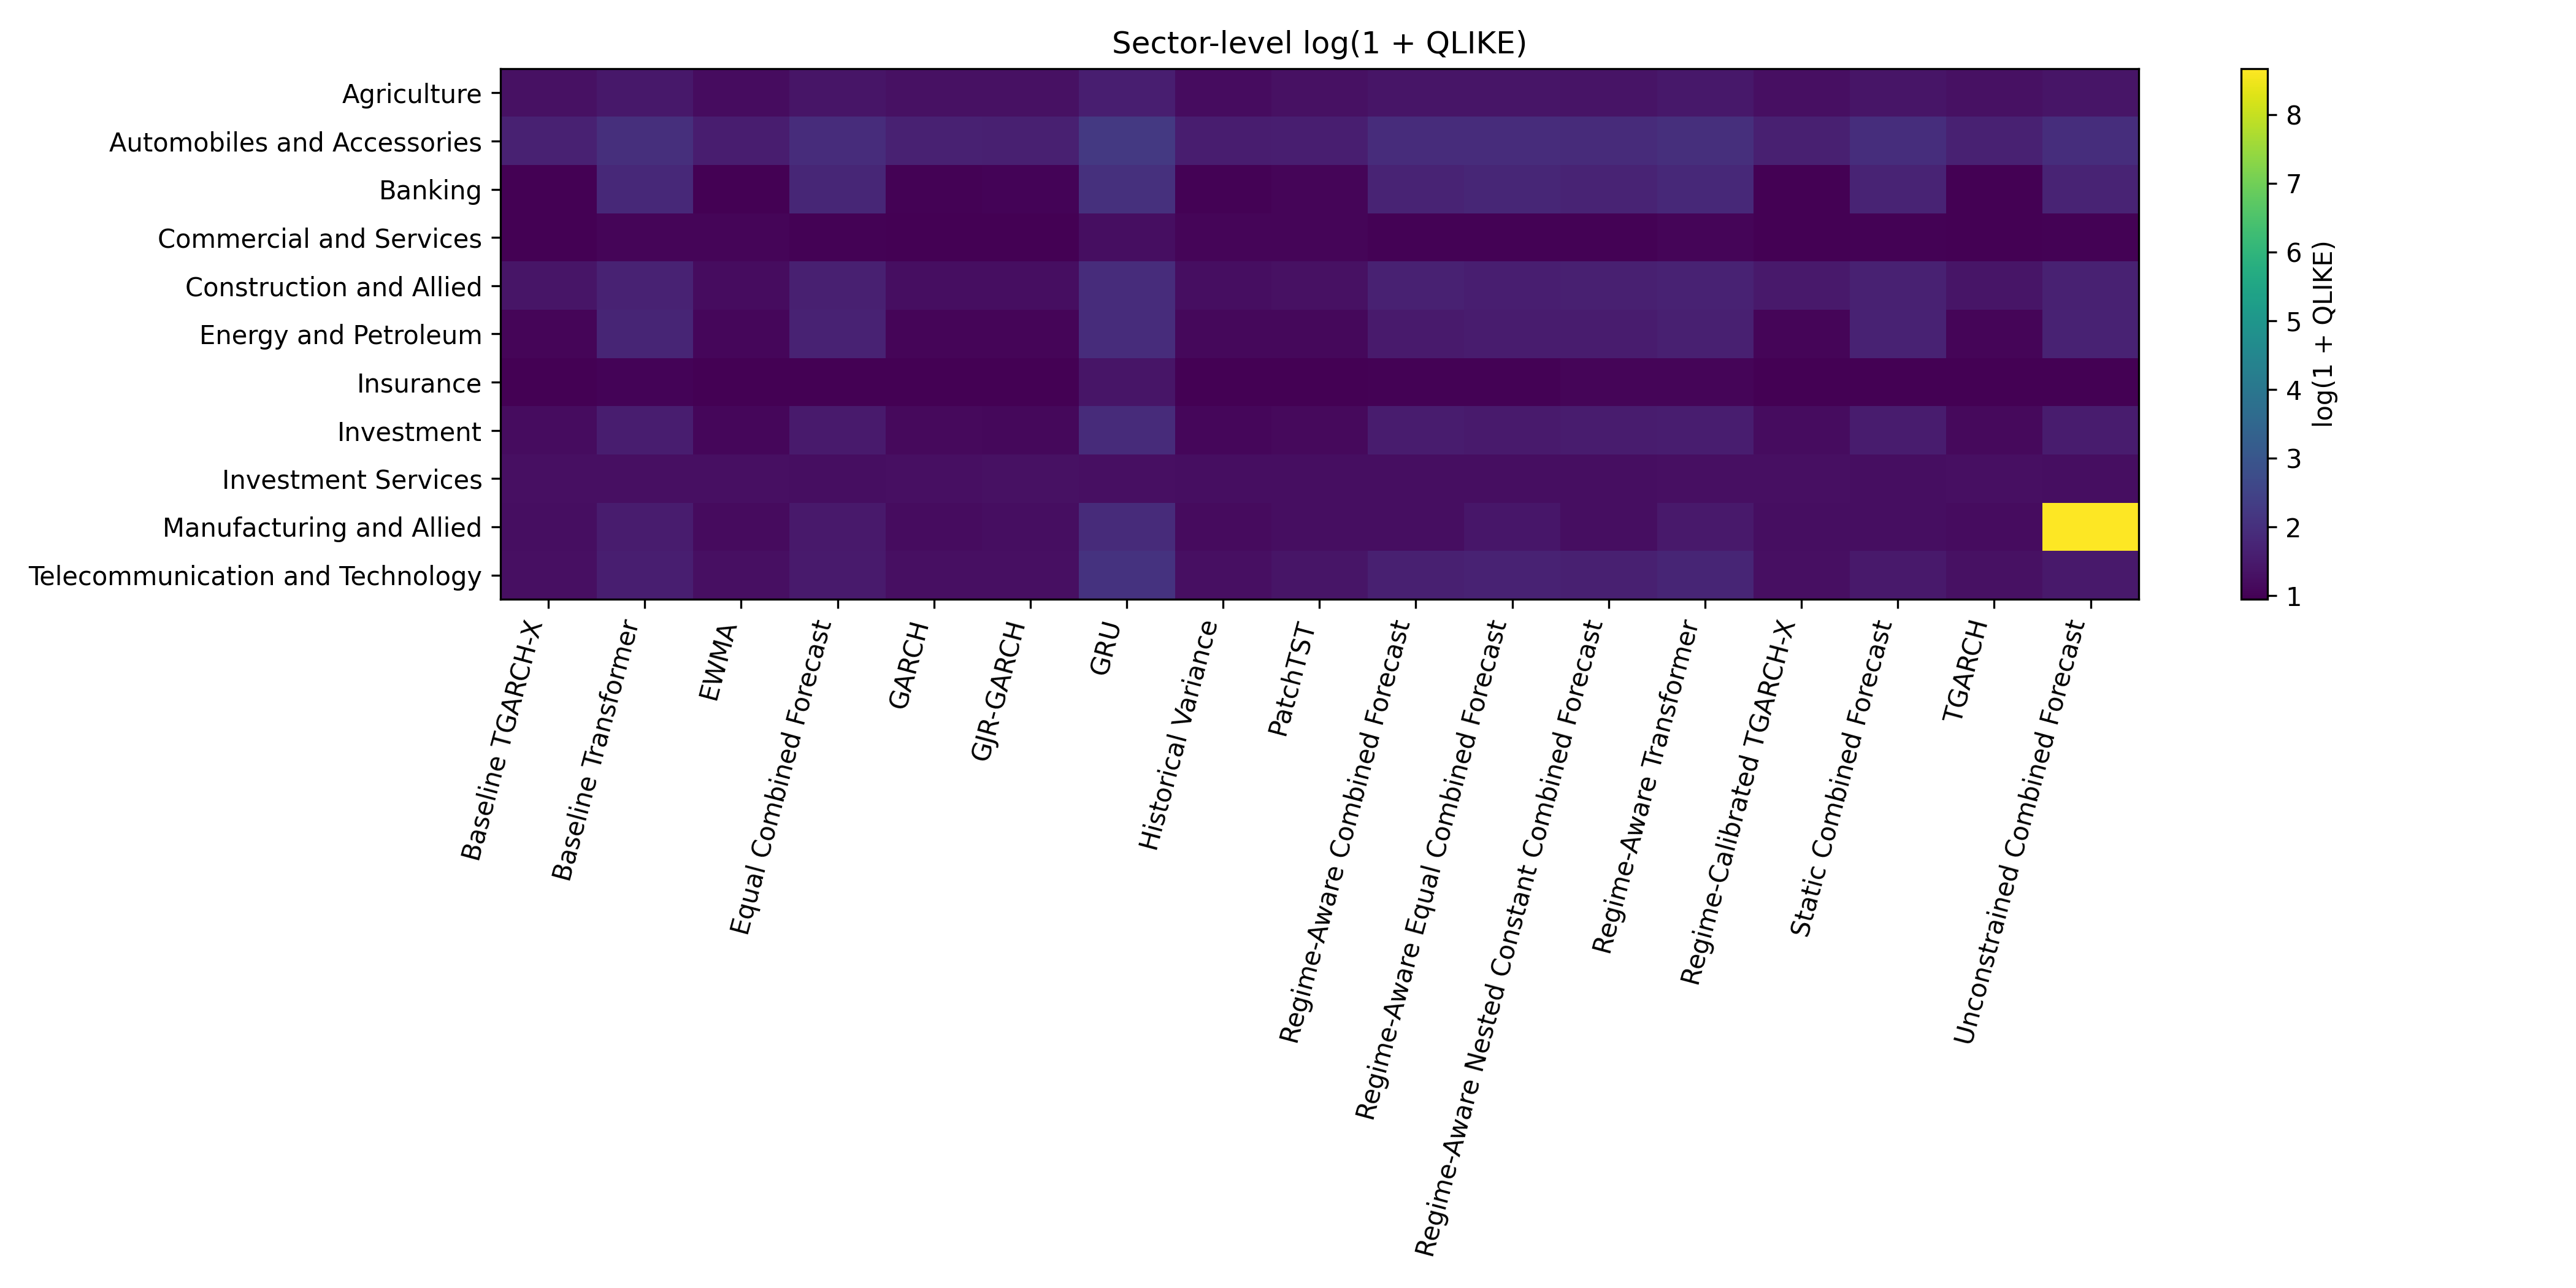 Sector-level log(1 + QLIKE)
Agriculture
Automobiles and Accessories
Banking
Commercial and Services
Construction and Allied
Energy and Petroleum
Insurance
Investment
Investment Services
Manufacturing and Allied
Telecommunication and Technology
Baseline TGARCH-X
Baseline Transformer
EWMA
Equal Combined Forecast
GARCH
GJR-GARCH
GRU
Historical Variance
PatchTST
Regime-Aware Combined Forecast
Regime-Aware Equal Combined Forecast
Regime-Aware Nested Constant Combined Forecast
Regime-Aware Transformer
Regime-Calibrated TGARCH-X
Static Combined Forecast
TGARCH
Unconstrained Combined Forecast
8
7
6
5
4
3
2
1
log(1 + QLIKE)